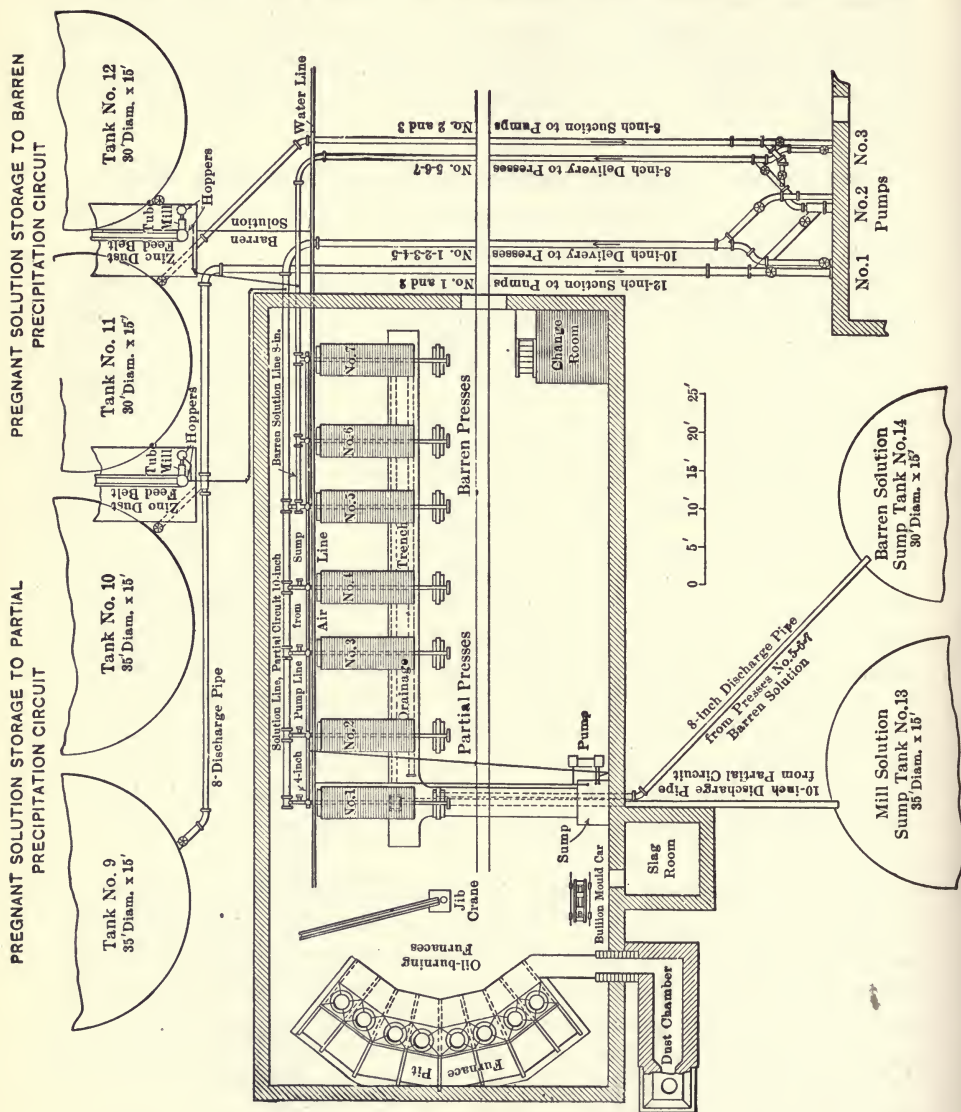 PREGNANT SOLUTION STORAGE TO PARTIAL
PRECIPITATION CIRCUIT
PREGNANT SOLUTION STORAGE TO BARREN
PRECIPITATION CIRCUIT
Tank No. 9
35'Diam. x 15'
Tank No. 10
35'Diam. x 15'
Tank No. 11
30'Diam. x 15'
Tank No. 12
30'Diam. x 15'
8"Discharge Pipe
Zinc Dust
Feed Belt
Tube
Mill
Hoppers
Zinc Dust
Feed Belt
Tube
Mill
Hoppers
Barren
Solution
Water Line
Solution Line, Partial Circuit 10-inch
Barren Solution Line 8-in.
4-inch
Pump Line
from
Sump
Air
Line
No.1
No.2
No.3
No.4
No.5
No.6
No.7
Drainage
Trench
Partial Presses
Barren Presses
12-inch Suction to Pumps No. 1 and 2
10-inch Delivery to Presses No. 1-2-3-4-5
8-inch Delivery to Presses No. 5-6-7
8-inch Suction to Pumps No. 2 and 3
No.1
No.2
No.3
Pumps
Change
Room
Jib
Crane
Oil-burning
Furnaces
Furnace
Pit
Bullion Mould Car
Sump
Pump
Slag
Room
Dust Chamber
10-inch Discharge Pipe
from Partial Circuit
8-inch Discharge Pipe
from Presses No.5-6-7
Barren Solution
0 5' 10' 15' 20' 25'
Mill Solution
Sump Tank No.13
35'Diam. x 15'
Barren Solution
Sump Tank No.14
30'Diam. x 15'